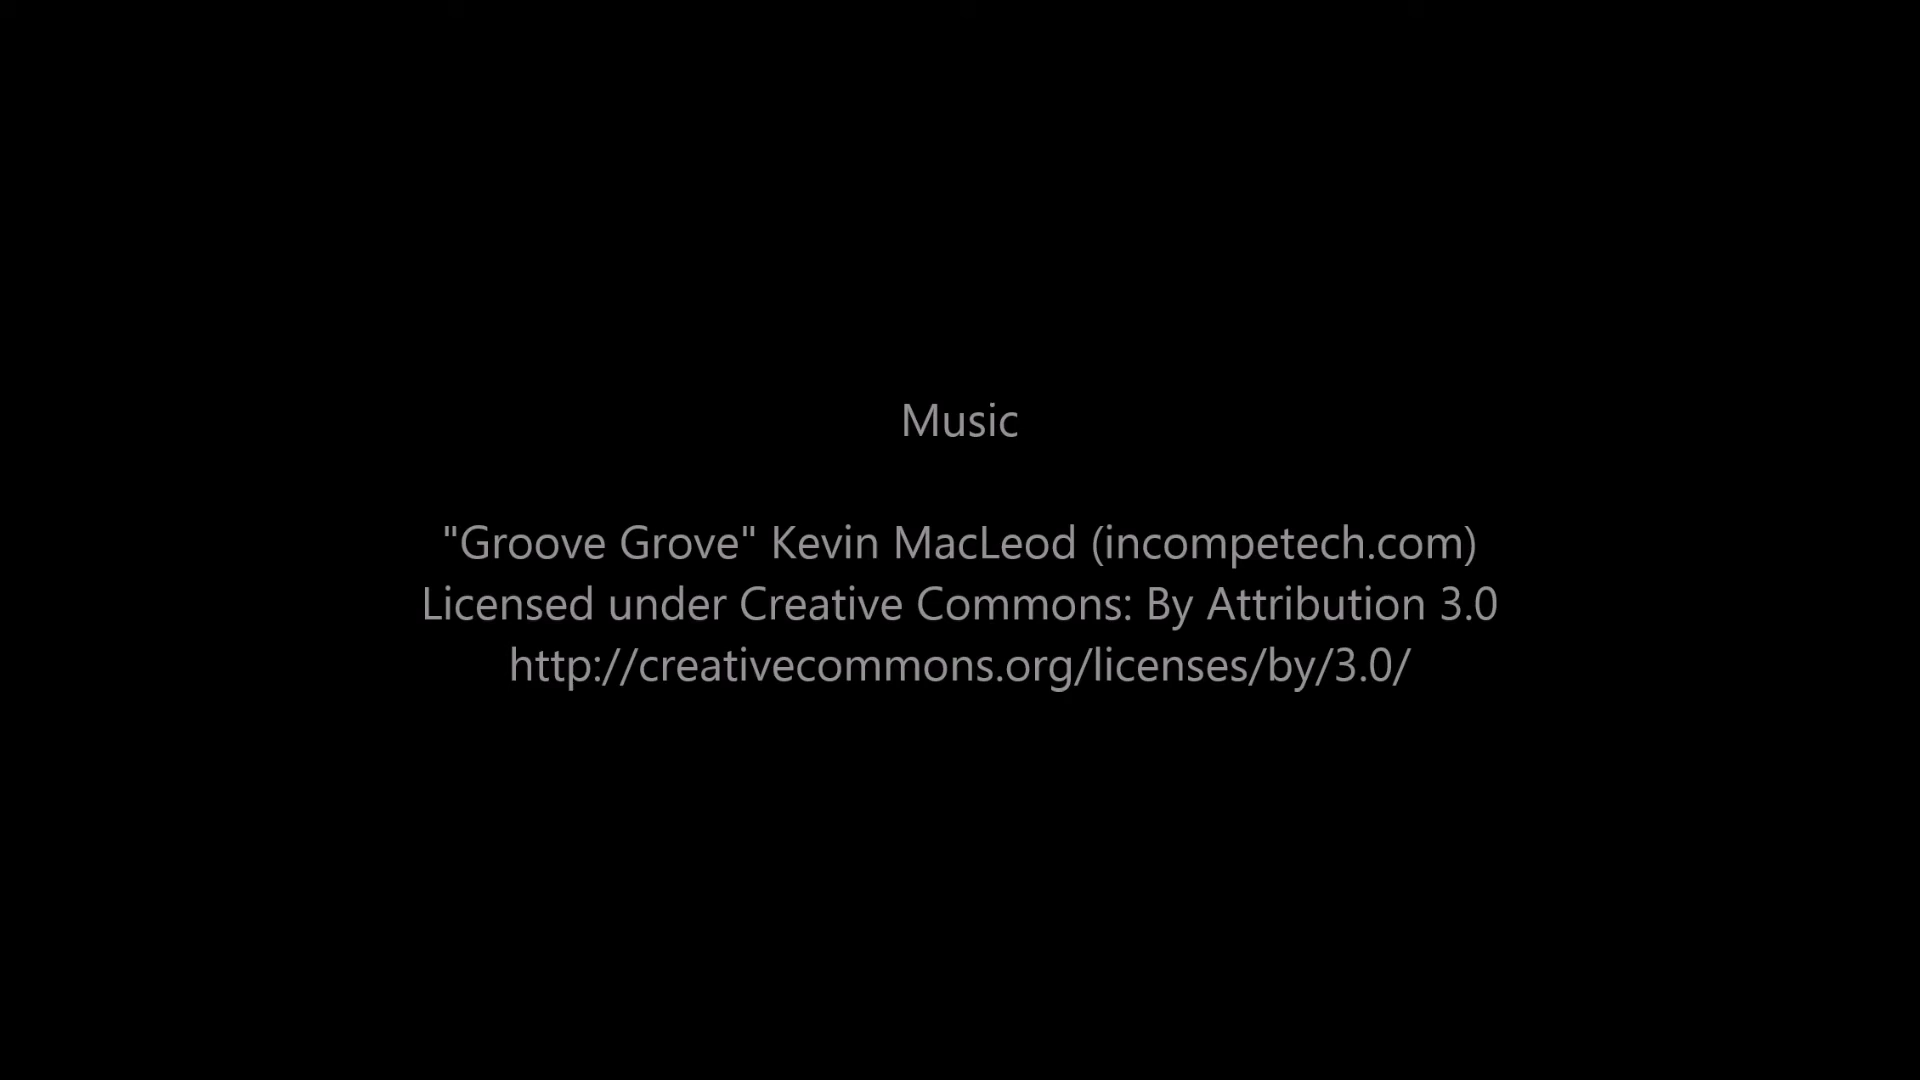 Music
"Groove Grove" Kevin MacLeod (incompetech.com)
Licensed under Creative Commons: By Attribution 3.0
http://creativecommons.org/licenses/by/3.0/